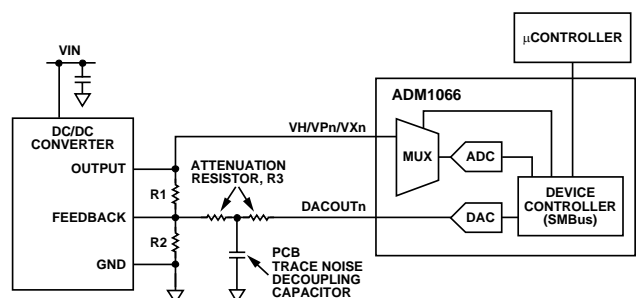 VIN
µCONTROLLER
ADM1066
DC/DC
CONVERTER
VH/VPn/VXn
MUX
ADC
OUTPUT
ATTENUATION
RESISTOR, R3
R1
DEVICE
CONTROLLER
(SMBus)
FEEDBACK
DACOUTn
DAC
R2
PCB
TRACE NOISE
DECOUPLING
CAPACITOR
GND